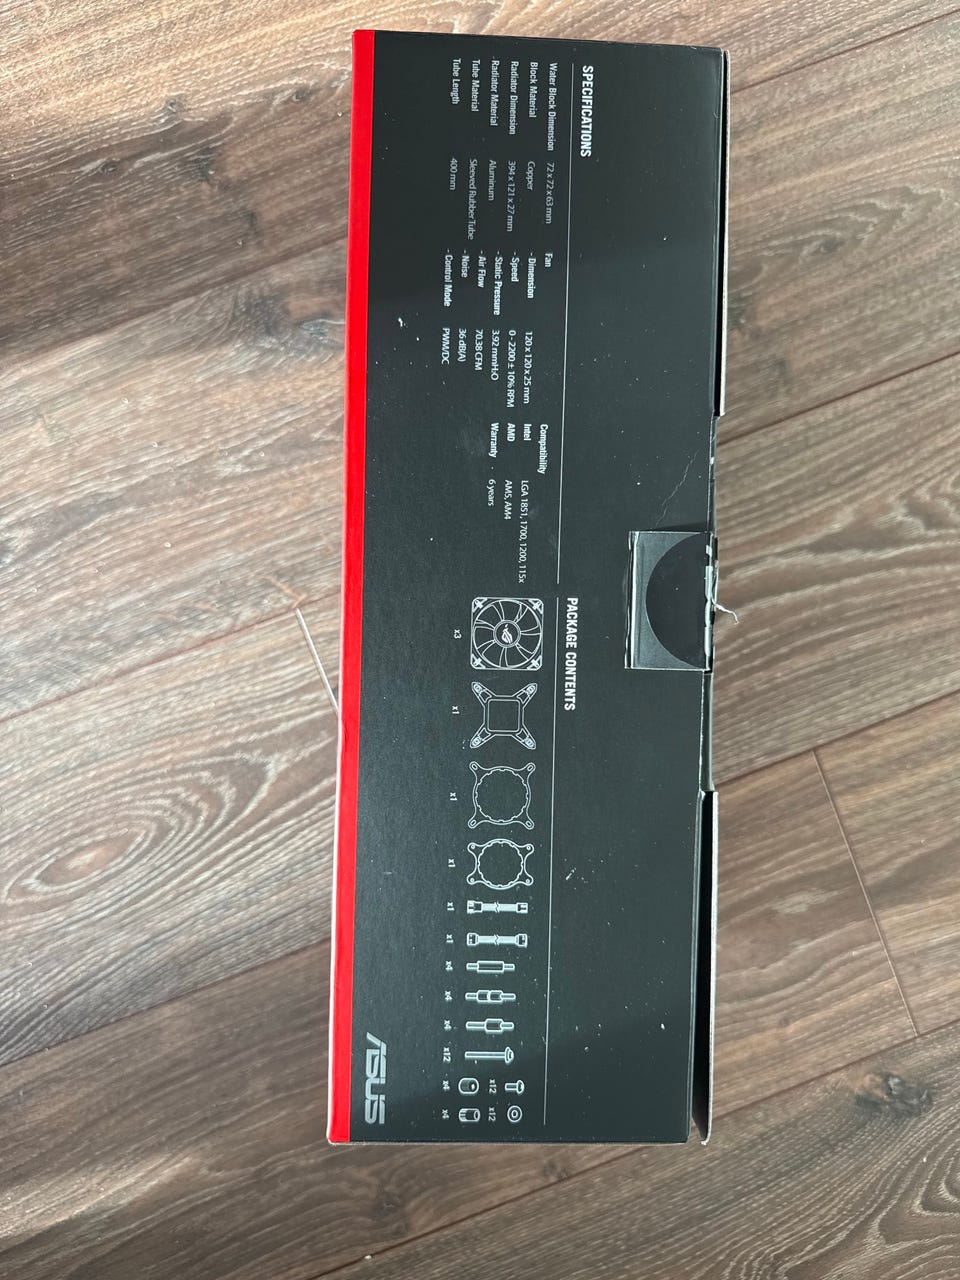 SPECIFICATIONS
Water Block Dimension 72 x 72 x 63 mm
Block Material Copper
Radiator Dimension 394 x 121 x 27 mm
Radiator Material Aluminum
Tube Material Sleeved Rubber Tube
Tube Length 400 mm
Fan
- Dimension 120 x 120 x 25 mm
- Speed 0 - 2200 ± 10% RPM
- Static Pressure 3.92 mmH₂O
- Air Flow 70.38 CFM
- Noise 36 dB(A)
- Control Mode PWM/DC
Compatibility
Intel LGA 1851, 1700, 1200, 115x
AMD AM5, AM4
Warranty 6 years
PACKAGE CONTENTS
x12 x12
x3 x1 x1 x1 x1 x1 x4 x4 x4 x12 x4 x4
ASUS